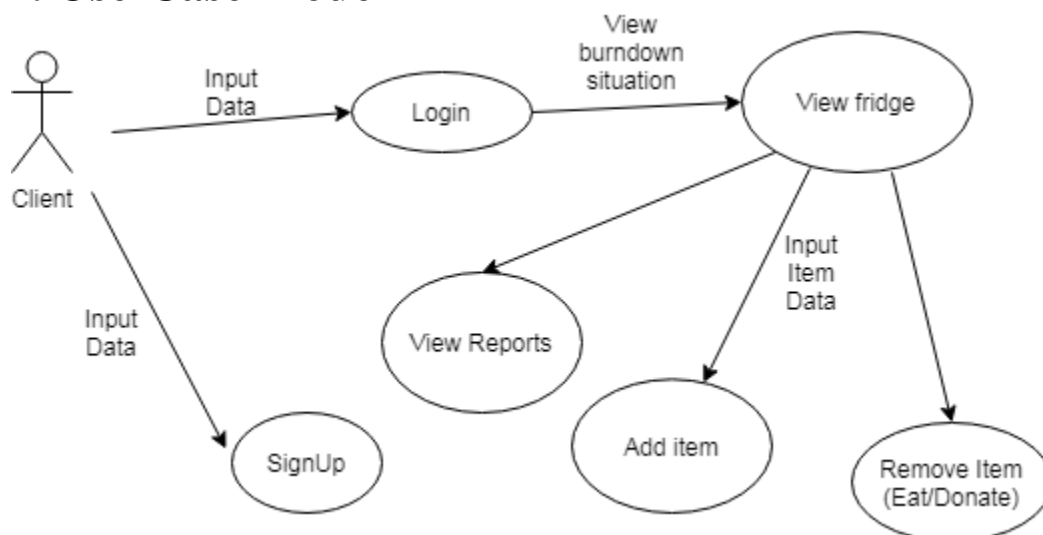 View
burndown
situation
Input
Data
Login
View fridge
Client
Input
Item
Data
Input
Data
View Reports
Add item
SignUp
Remove Item
(Eat/Donate)